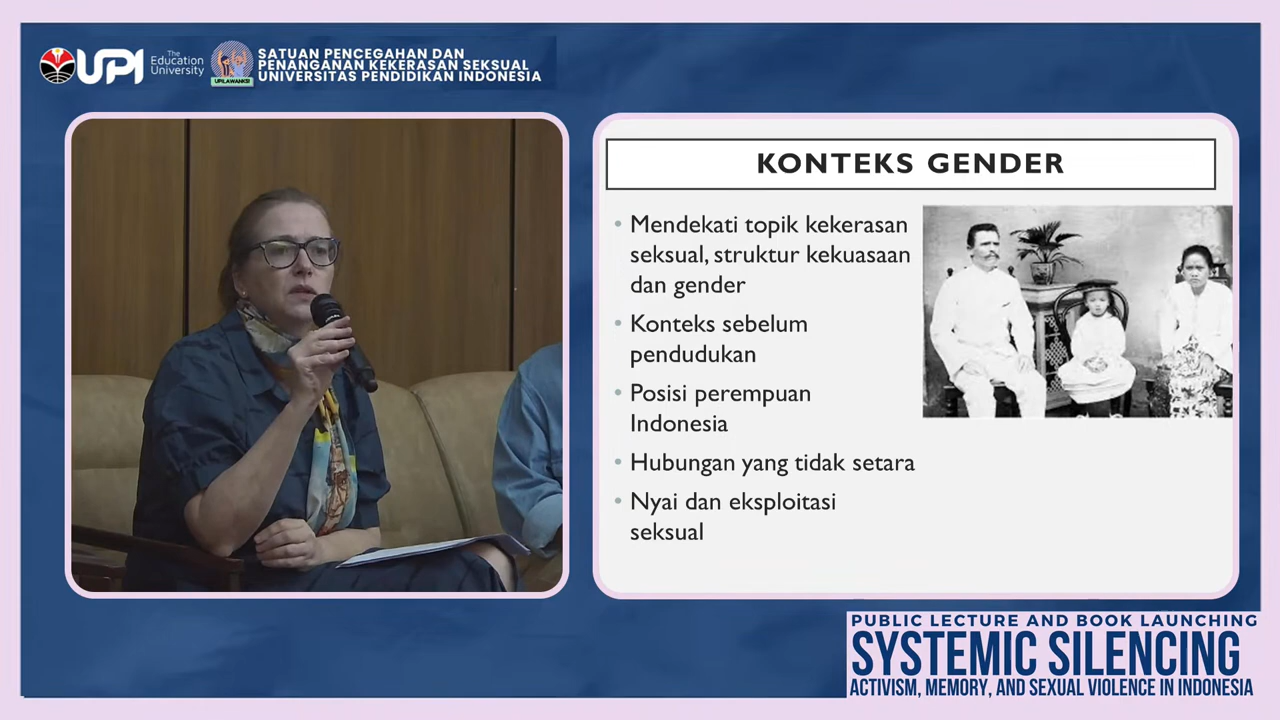 UPI
The
Education
University
UPILAWANKS!
SATUAN PENCEGAHAN DAN
PENANGANAN KEKERASAN SEKSUAL
UNIVERSITAS PENDIDIKAN INDONESIA
KONTEKS GENDER
• Mendekati topik kekerasan
seksual, struktur kekuasaan
dan gender
• Konteks sebelum
pendudukan
• Posisi perempuan
Indonesia
• Hubungan yang tidak setara
• Nyai dan eksploitasi
seksual
PUBLIC LECTURE AND BOOK LAUNCHING
SYSTEMIC SILENCING
ACTIVISM, MEMORY, AND SEXUAL VIOLENCE IN INDONESIA